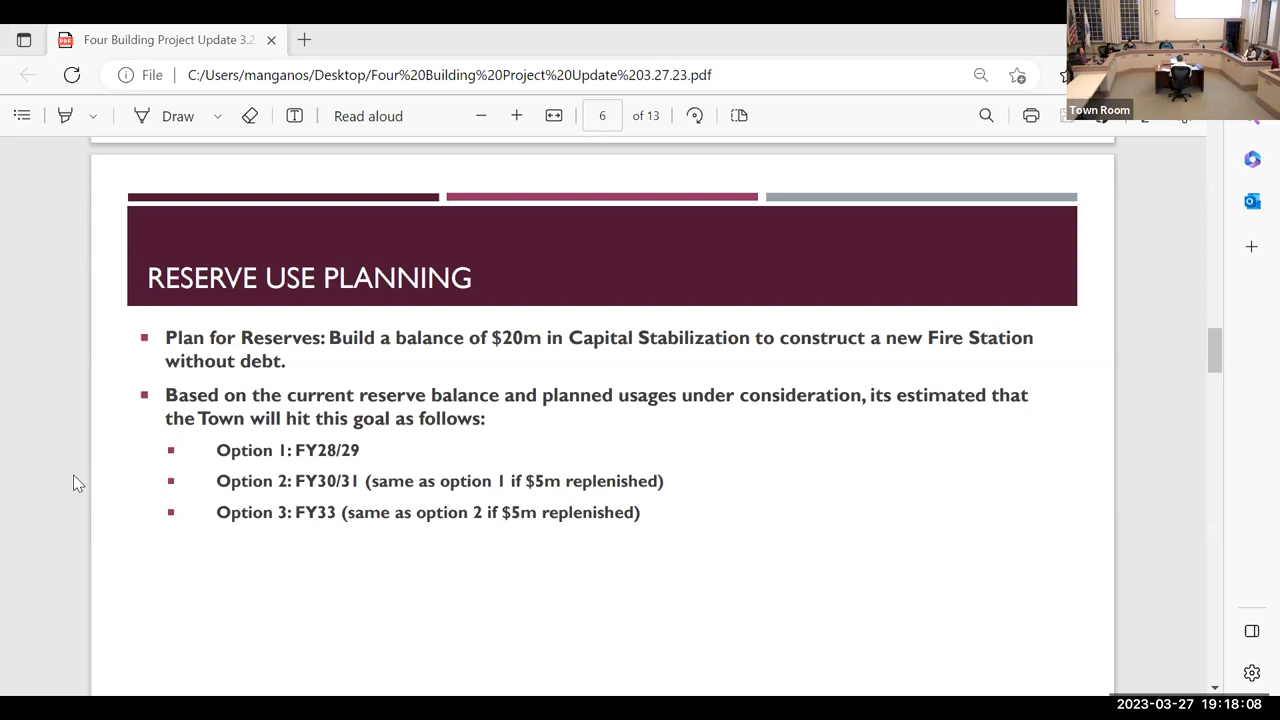 Four Building Project Update 3.2
File
C:/Users/manganos/Desktop/Four%20Building%20Project%20Update%203.27.23.pdf
Draw
Read aloud
6 of 13
Town Room
RESERVE USE PLANNING
Plan for Reserves: Build a balance of $20m in Capital Stabilization to construct a new Fire Station
without debt.
Based on the current reserve balance and planned usages under consideration, its estimated that
the Town will hit this goal as follows:
Option 1: FY28/29
Option 2: FY30/31 (same as option 1 if $5m replenished)
Option 3: FY33 (same as option 2 if $5m replenished)
2023-03-27 19:18:08